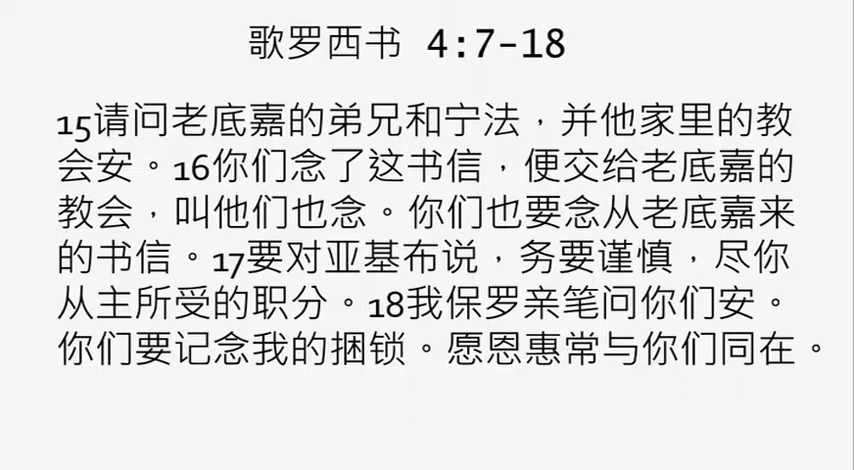 歌罗西书 4:7-18
15请问老底嘉的弟兄和宁法，并他家里的教
会安。16你们念了这书信，便交给老底嘉的
教会，叫他们也念。你们也要念从老底嘉来
的书信。17要对亚基布说，务要谨慎，尽你
从主所受的职分。18我保罗亲笔问你们安。
你们要记念我的捆锁。愿恩惠常与你们同在。